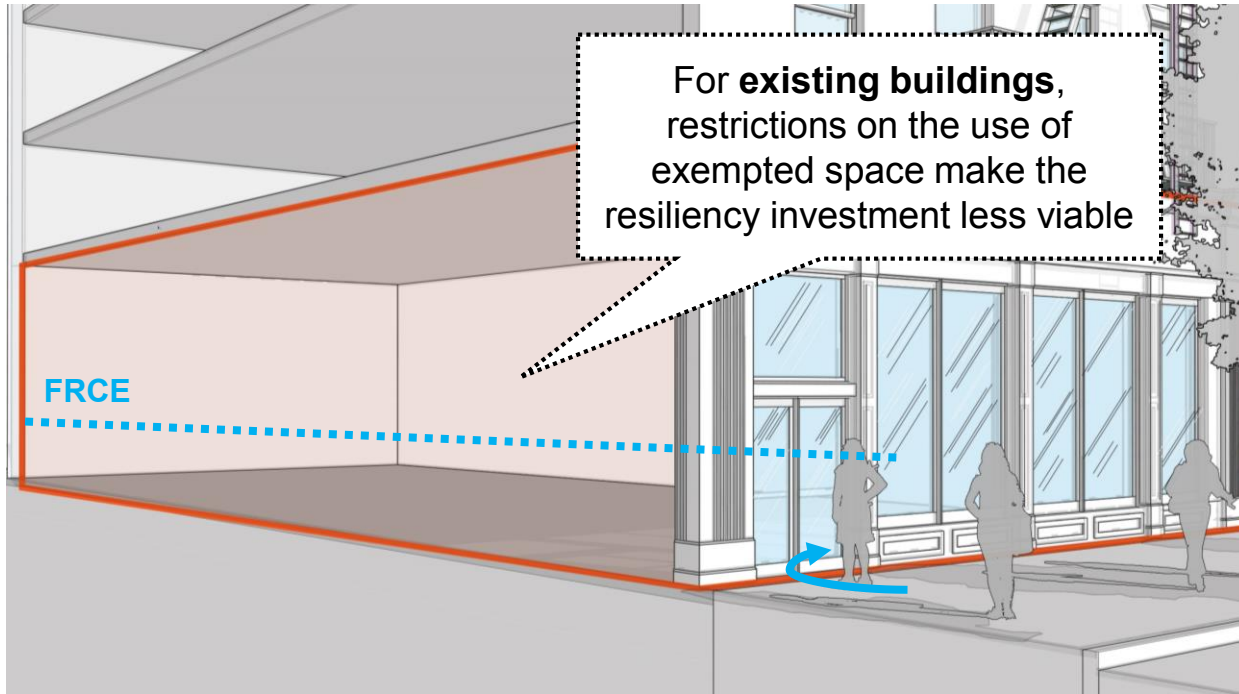 For existing buildings,
restrictions on the use of
exempted space make the
resiliency investment less viable
FRCE